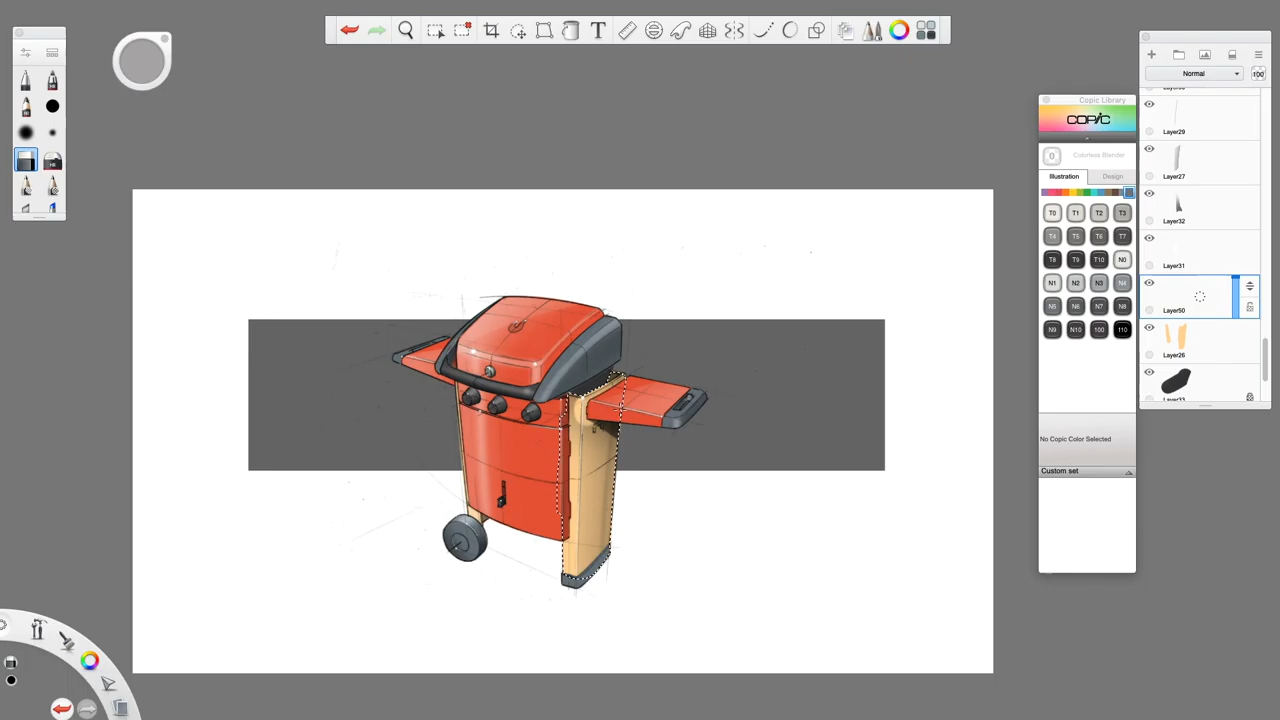 T
Copic Library
COPIC
0 Colorless Blender
Illustration Design
T0 T1 T2 T3
T4 T5 T6 T7
T8 T9 T10 N0
N1 N2 N3 N4
N5 N6 N7 N8
N9 N10 100 110
No Copic Color Selected
Custom set
Normal 100
Layer29
Layer27
Layer32
Layer31
Layer50
Layer26
Layer33